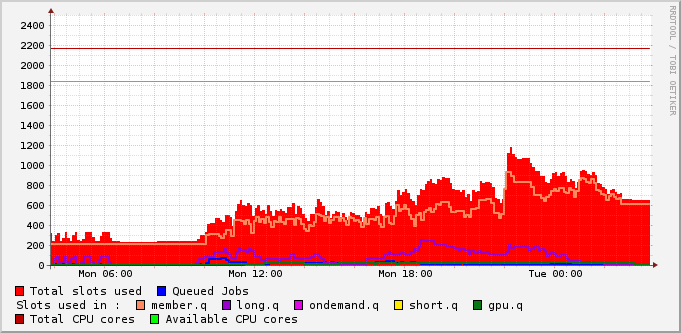 2400
2200
2000
1800
1600
1400
1200
1000
800
600
400
200
0
Mon 06:00 Mon 12:00 Mon 18:00 Tue 00:00
Total slots used Queued Jobs
Slots used in : member.q long.q ondemand.q short.q gpu.q
Total CPU cores Available CPU cores
RRDTOOL / TOBI OETIKER